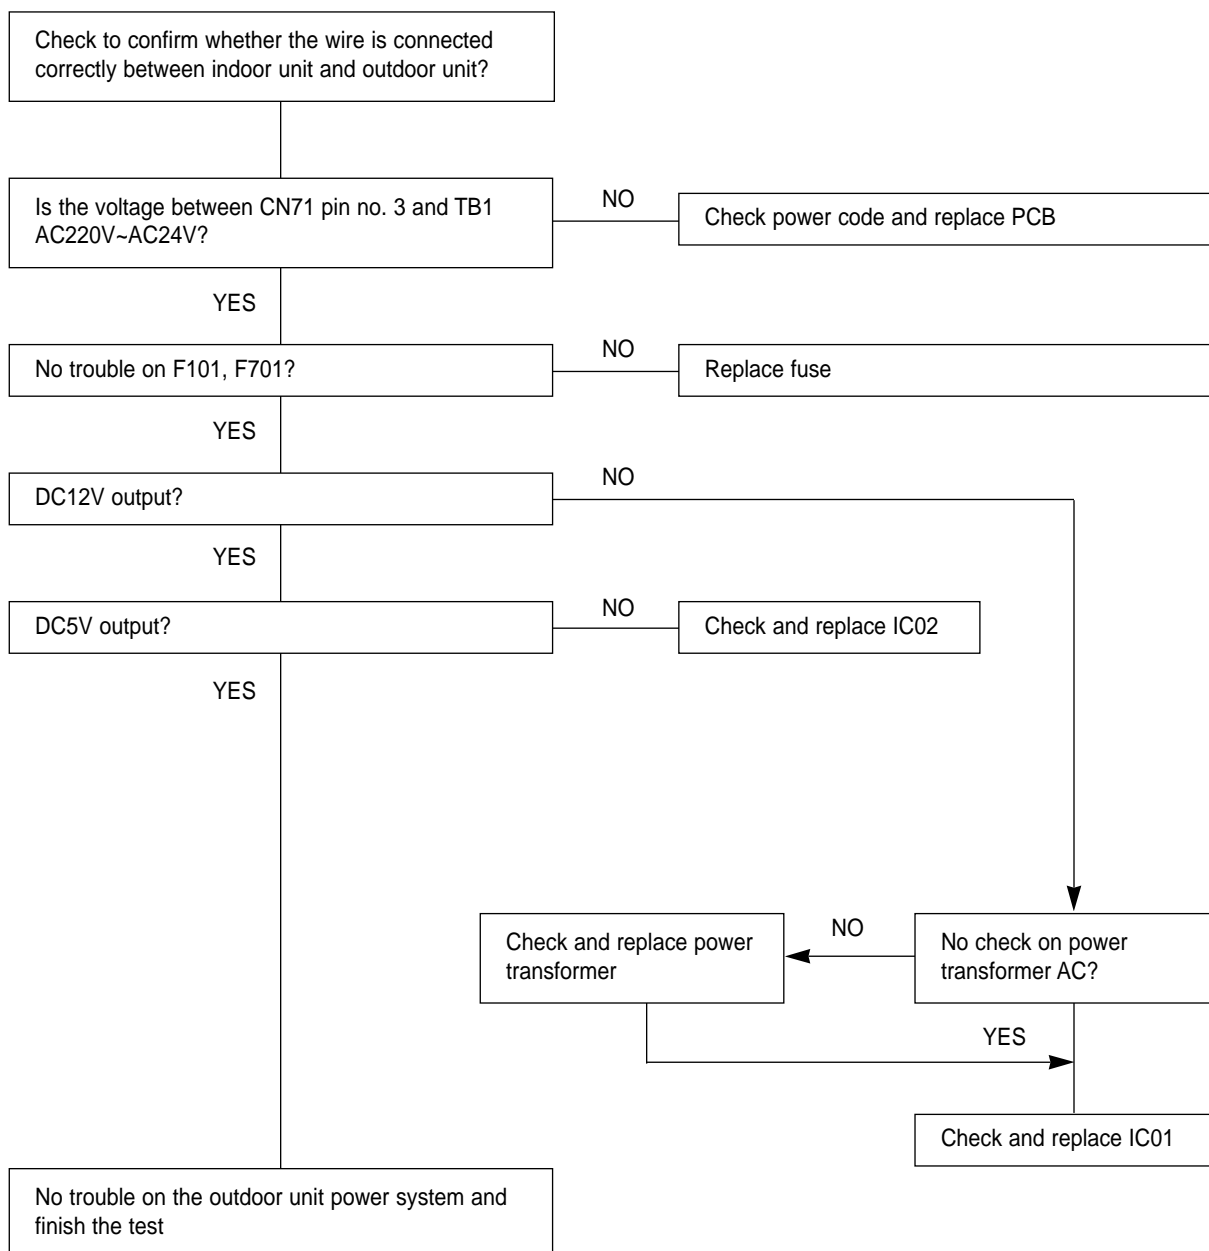 Check to confirm whether the wire is connected
correctly between indoor unit and outdoor unit?
Is the voltage between CN71 pin no. 3 and TB1
AC220V~AC24V?
NO
Check power code and replace PCB
YES
No trouble on F101, F701?
NO
Replace fuse
YES
DC12V output?
NO
YES
DC5V output?
NO
Check and replace IC02
YES
Check and replace power
transformer
NO
No check on power
transformer AC?
YES
Check and replace IC01
No trouble on the outdoor unit power system and
finish the test